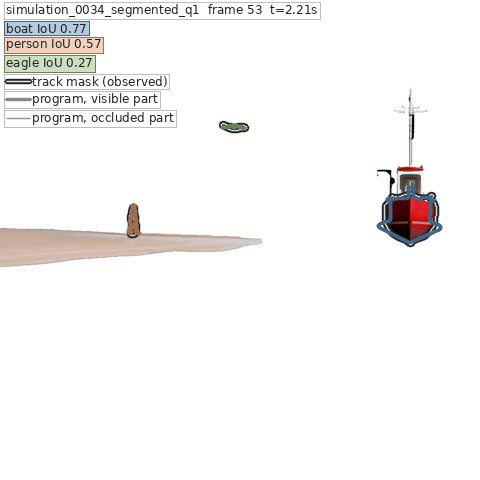 simulation_0034_segmented_q1  frame 53  t=2.21s
boat IoU 0.77
person IoU 0.57
eagle IoU 0.27
track mask (observed)
program, visible part
program, occluded part